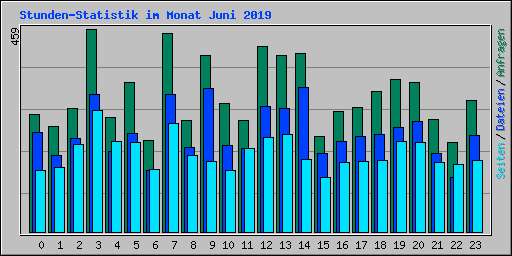 Stunden-Statistik im Monat Juni 2019
459
Seiten / Dateien / Anfragen
0 1 2 3 4 5 6 7 8 9 10 11 12 13 14 15 16 17 18 19 20 21 22 23